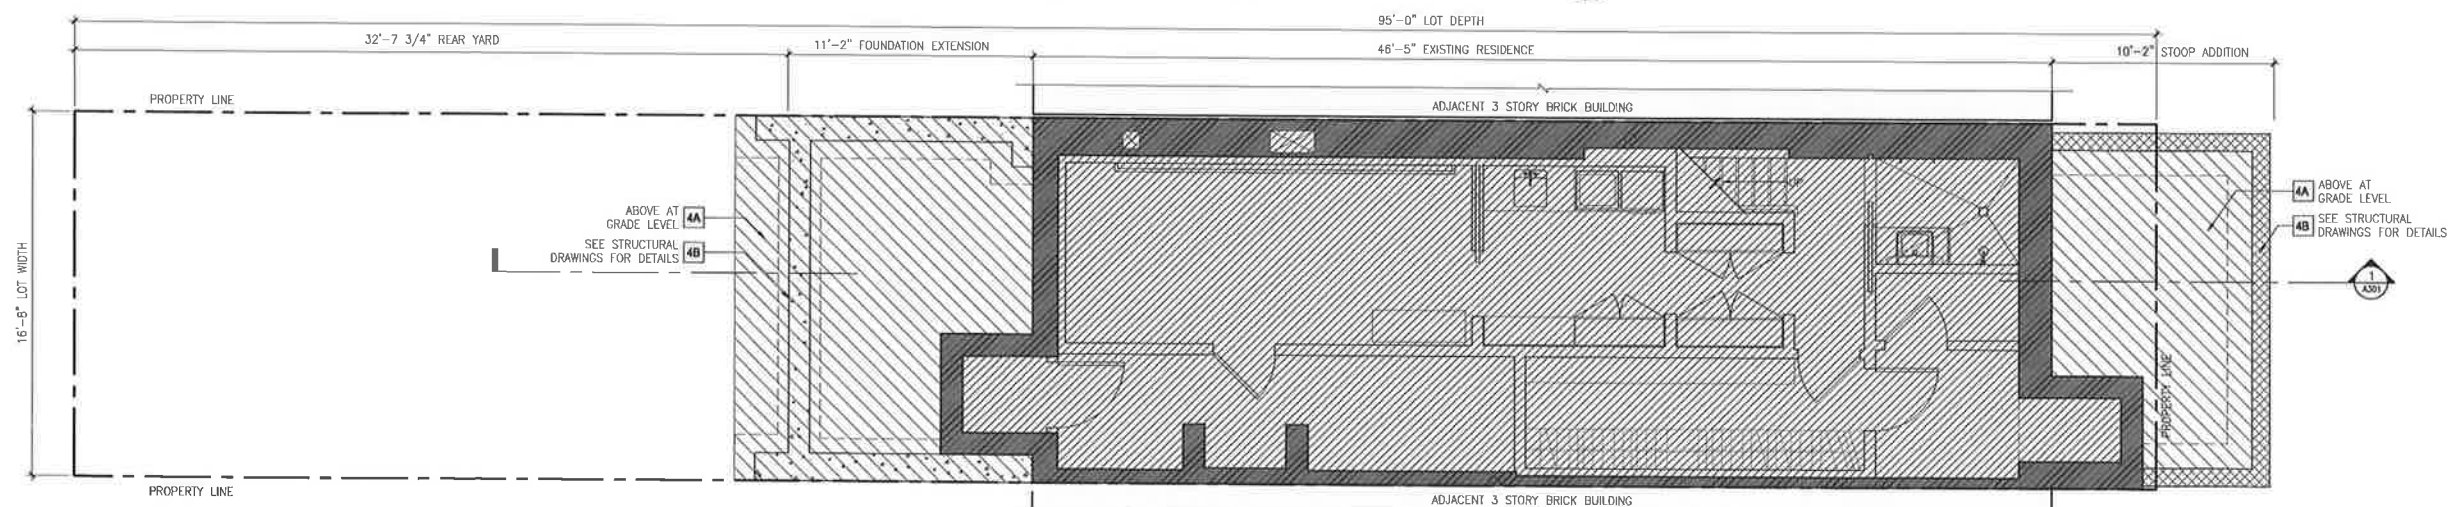 95'-0" LOT DEPTH
32'-7 3/4" REAR YARD
11'-2" FOUNDATION EXTENSION
46'-5" EXISTING RESIDENCE
10'-2" STOOP ADDITION
PROPERTY LINE
ADJACENT 3 STORY BRICK BUILDING
16'-8" LOT WIDTH
4A
ABOVE AT
GRADE LEVEL
4B
SEE STRUCTURAL
DRAWINGS FOR DETAILS
UP
4A
ABOVE AT
GRADE LEVEL
4B
SEE STRUCTURAL
DRAWINGS FOR DETAILS
1
A301
PROPERTY LINE
PROPERTY LINE
ADJACENT 3 STORY BRICK BUILDING